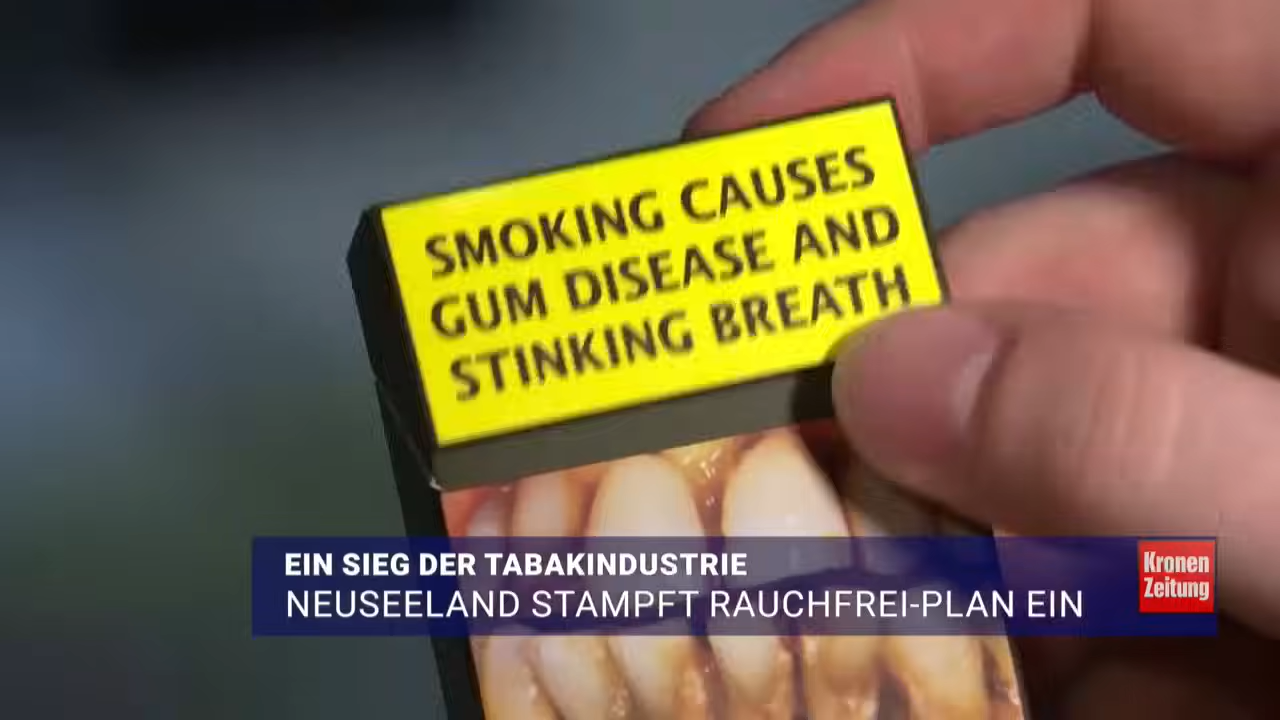 SMOKING CAUSES
GUM DISEASE AND
STINKING BREATH
EIN SIEG DER TABAKINDUSTRIE
NEUSEELAND STAMPFT RAUCHFREI-PLAN EIN
Kronen
Zeitung